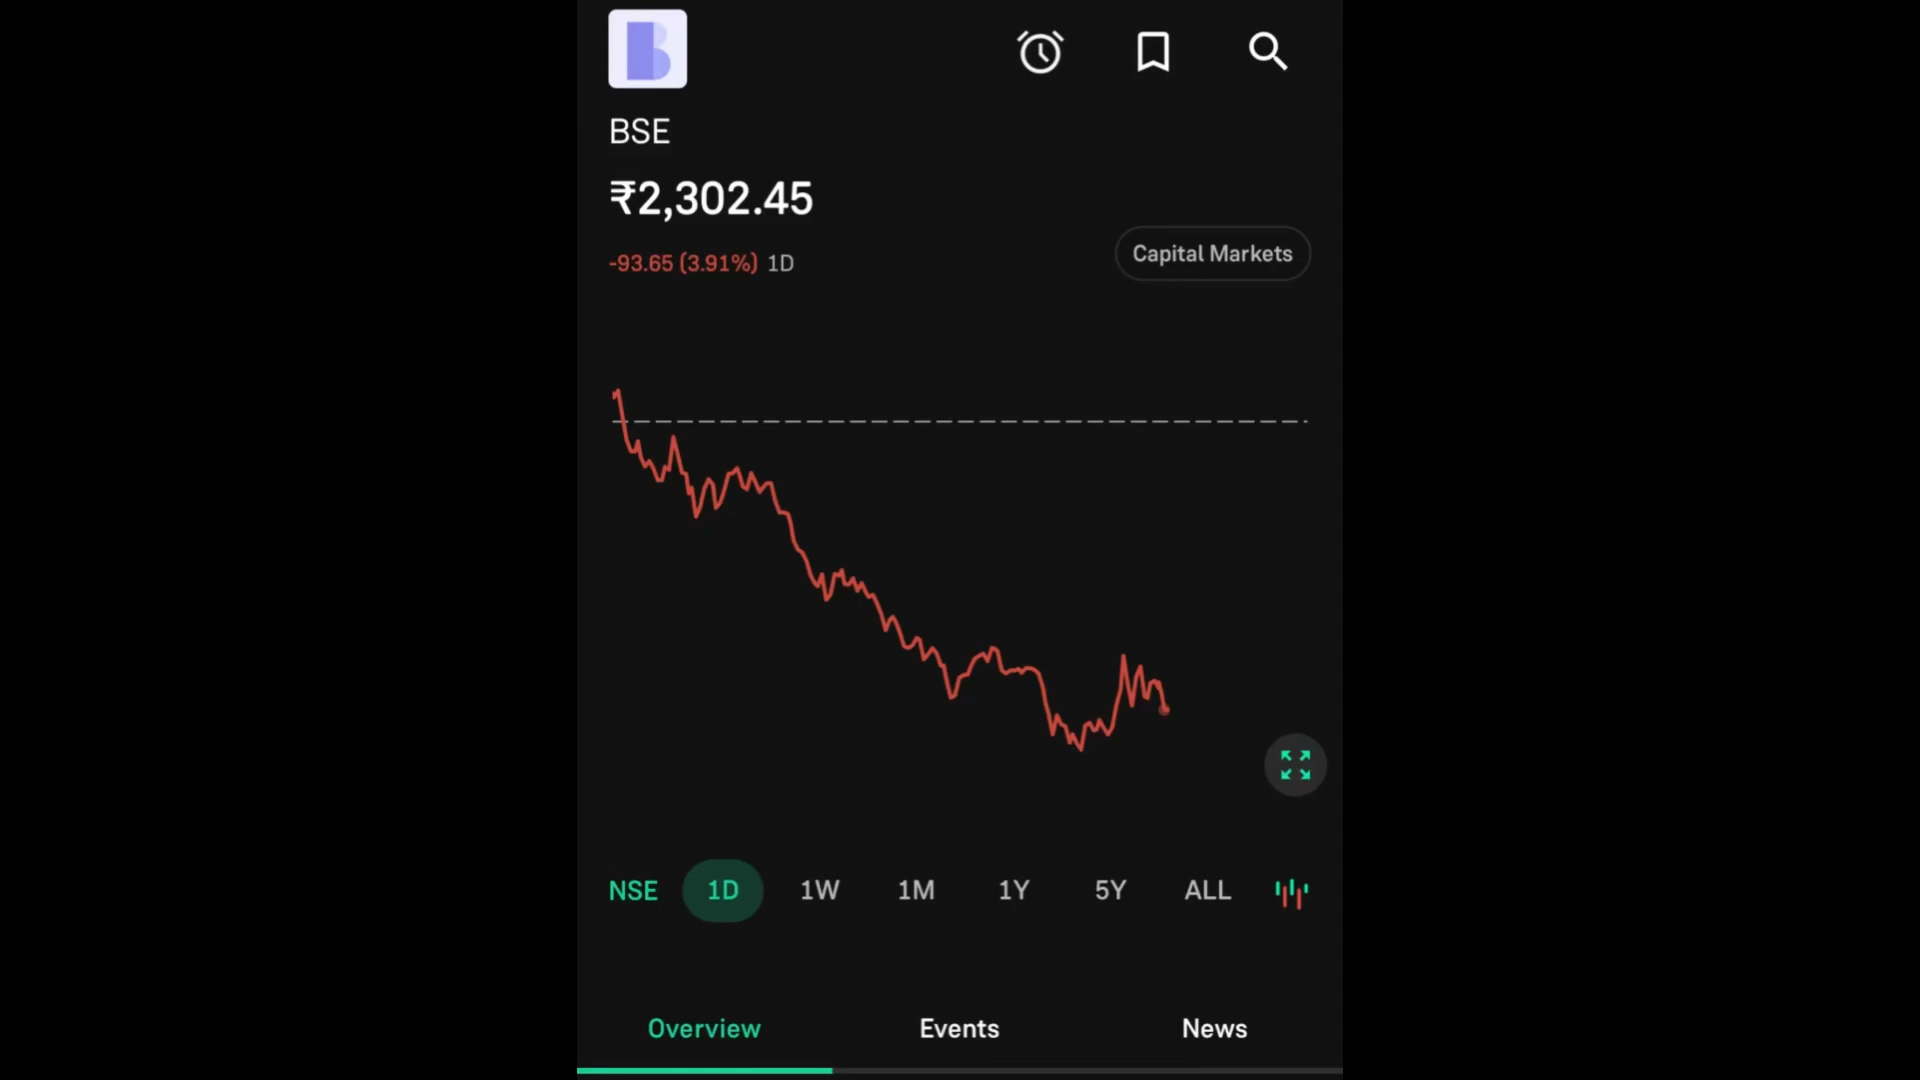 BSE
₹2,302.45
-93.65 (3.91%) 1D
Capital Markets
NSE 1D 1W 1M 1Y 5Y ALL
Overview Events News